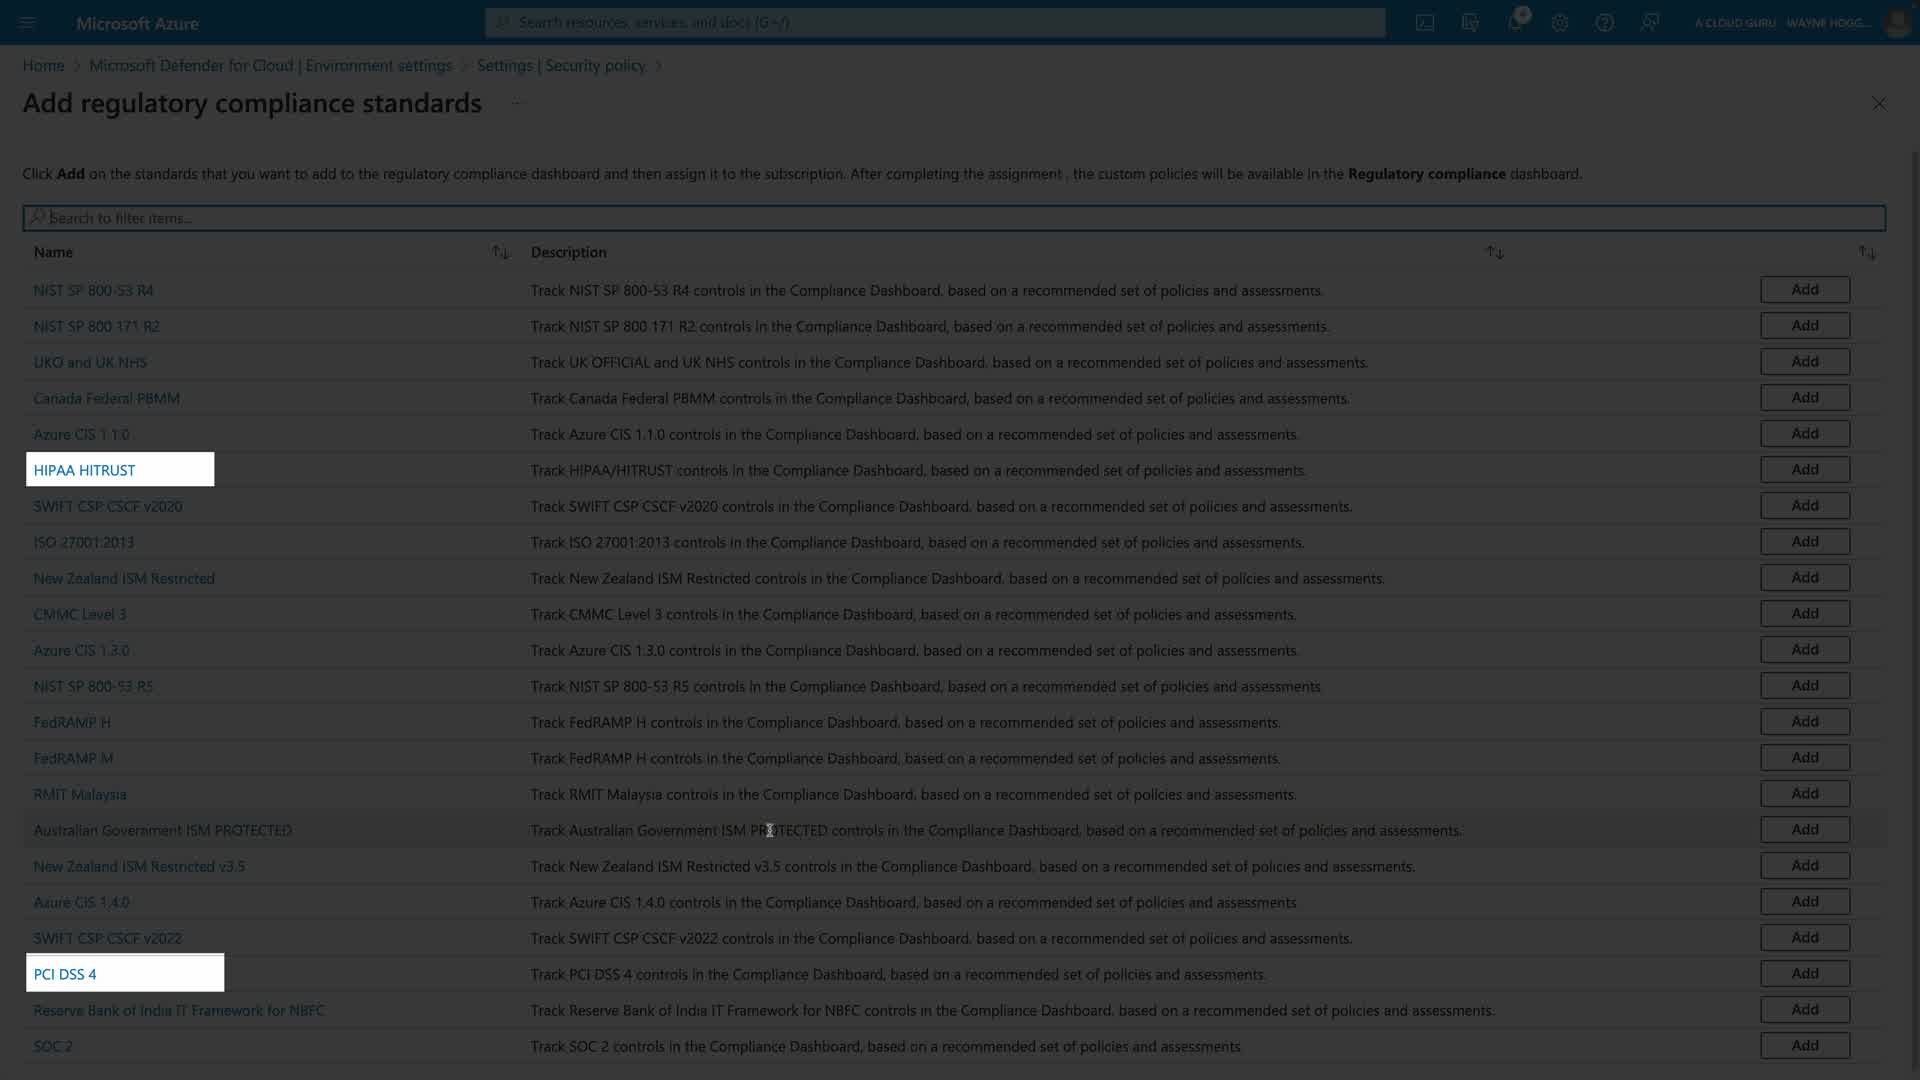 Microsoft Azure
Search resources, services, and docs (G+/)
A CLOUD GURU - WAYNE HOGG...
Home > Microsoft Defender for Cloud | Environment settings > Settings | Security policy >
Add regulatory compliance standards ...
Click Add on the standards that you want to add to the regulatory compliance dashboard and then assign it to the subscription. After completing the assignment , the custom policies will be available in the Regulatory compliance dashboard.
Search to filter items...
Name Description
NIST SP 800-53 R4 Track NIST SP 800-53 R4 controls in the Compliance Dashboard, based on a recommended set of policies and assessments. Add
NIST SP 800 171 R2 Track NIST SP 800 171 R2 controls in the Compliance Dashboard, based on a recommended set of policies and assessments. Add
UKO and UK NHS Track UK OFFICIAL and UK NHS controls in the Compliance Dashboard, based on a recommended set of policies and assessments. Add
Canada Federal PBMM Track Canada Federal PBMM controls in the Compliance Dashboard, based on a recommended set of policies and assessments. Add
Azure CIS 1.1.0 Track Azure CIS 1.1.0 controls in the Compliance Dashboard, based on a recommended set of policies and assessments. Add
HIPAA HITRUST Track HIPAA/HITRUST controls in the Compliance Dashboard, based on a recommended set of policies and assessments. Add
SWIFT CSP CSCF v2020 Track SWIFT CSP CSCF v2020 controls in the Compliance Dashboard, based on a recommended set of policies and assessments. Add
ISO 27001:2013 Track ISO 27001:2013 controls in the Compliance Dashboard, based on a recommended set of policies and assessments. Add
New Zealand ISM Restricted Track New Zealand ISM Restricted controls in the Compliance Dashboard, based on a recommended set of policies and assessments. Add
CMMC Level 3 Track CMMC Level 3 controls in the Compliance Dashboard, based on a recommended set of policies and assessments. Add
Azure CIS 1.3.0 Track Azure CIS 1.3.0 controls in the Compliance Dashboard, based on a recommended set of policies and assessments. Add
NIST SP 800-53 R5 Track NIST SP 800-53 R5 controls in the Compliance Dashboard, based on a recommended set of policies and assessments. Add
FedRAMP H Track FedRAMP H controls in the Compliance Dashboard, based on a recommended set of policies and assessments. Add
FedRAMP M Track FedRAMP H controls in the Compliance Dashboard, based on a recommended set of policies and assessments. Add
RMIT Malaysia Track RMIT Malaysia controls in the Compliance Dashboard, based on a recommended set of policies and assessments. Add
Australian Government ISM PROTECTED Track Australian Government ISM PROTECTED controls in the Compliance Dashboard, based on a recommended set of policies and assessments. Add
New Zealand ISM Restricted v3.5 Track New Zealand ISM Restricted v3.5 controls in the Compliance Dashboard, based on a recommended set of policies and assessments. Add
Azure CIS 1.4.0 Track Azure CIS 1.4.0 controls in the Compliance Dashboard, based on a recommended set of policies and assessments. Add
SWIFT CSP CSCF v2022 Track SWIFT CSP CSCF v2022 controls in the Compliance Dashboard, based on a recommended set of policies and assessments. Add
PCI DSS 4 Track PCI DSS 4 controls in the Compliance Dashboard, based on a recommended set of policies and assessments. Add
Reserve Bank of India IT Framework for NBFC Track Reserve Bank of India IT Framework for NBFC controls in the Compliance Dashboard, based on a recommended set of policies and assessments. Add
SOC 2 Track SOC 2 controls in the Compliance Dashboard, based on a recommended set of policies and assessments. Add